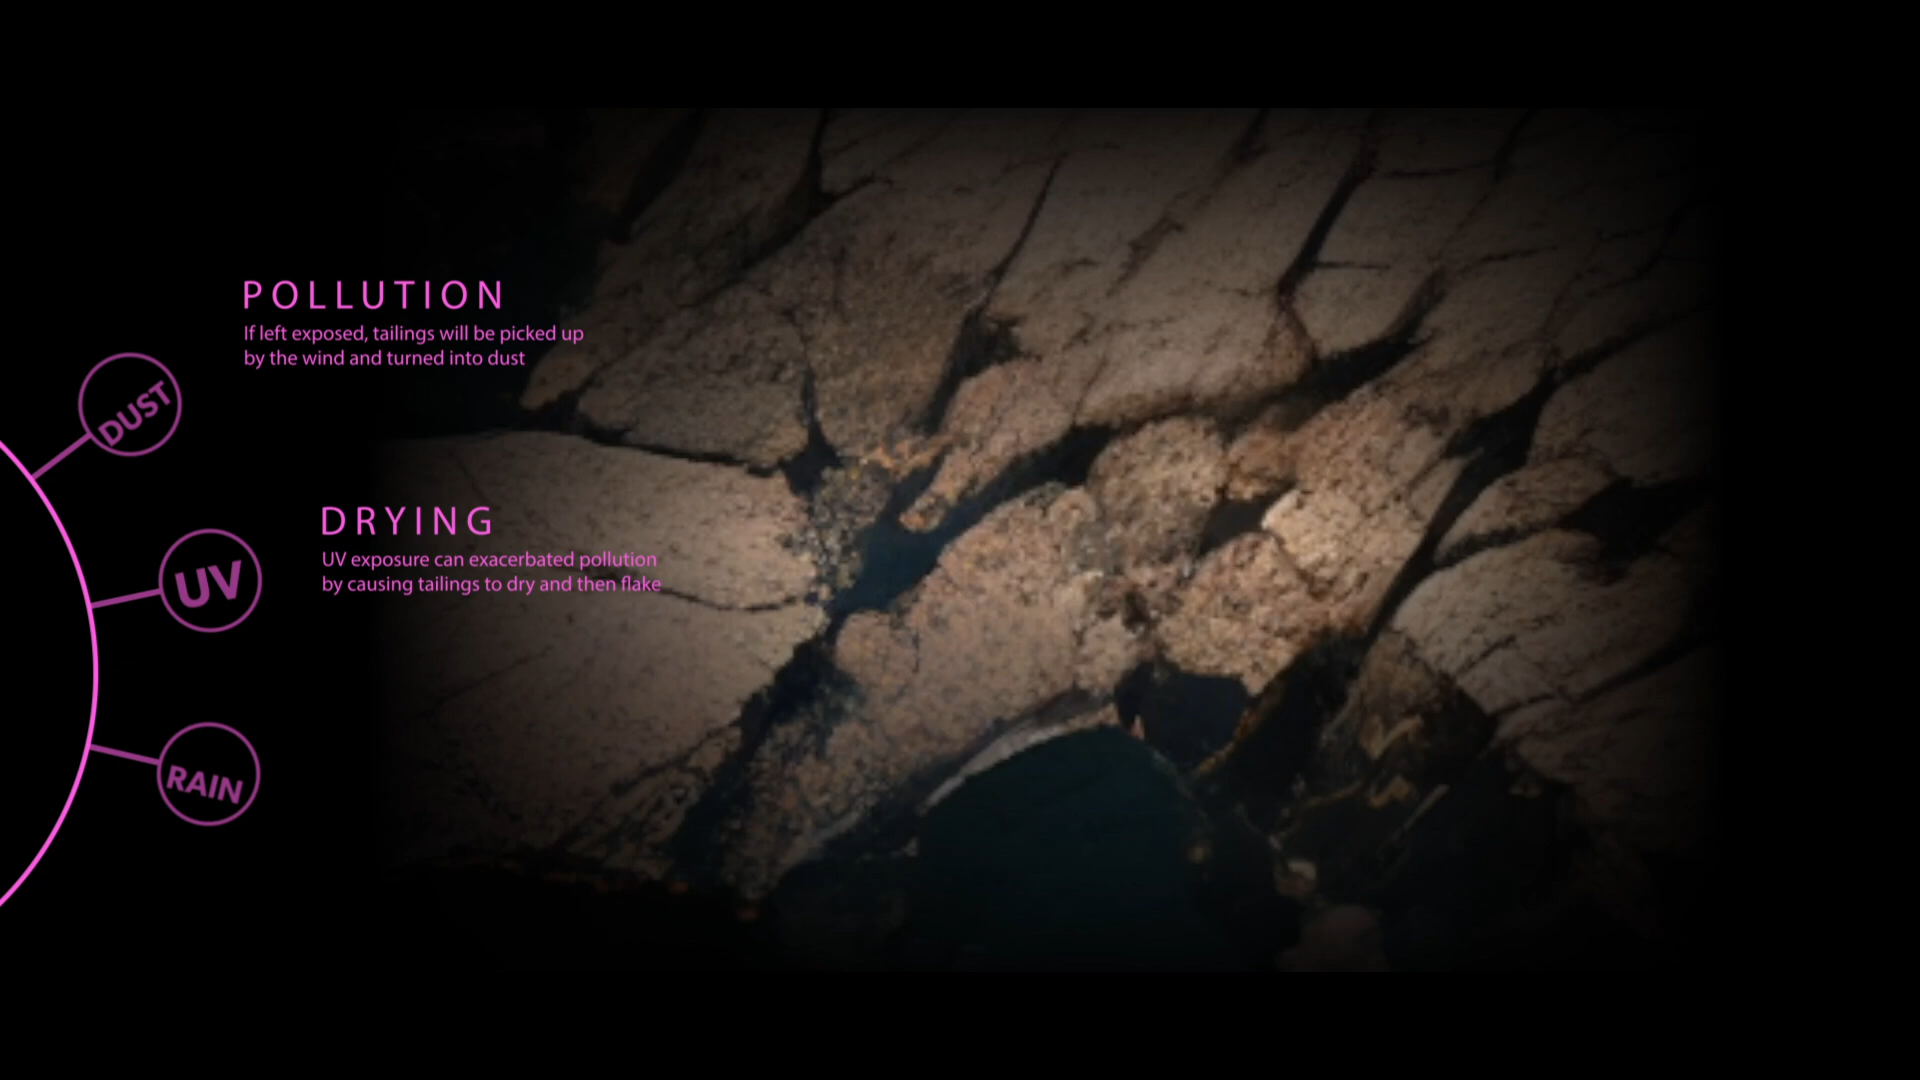 POLLUTION
If left exposed, tailings will be picked up
by the wind and turned into dust
DUST
DRYING
UV exposure can exacerbated pollution
by causing tailings to dry and then flake
UV
RAIN